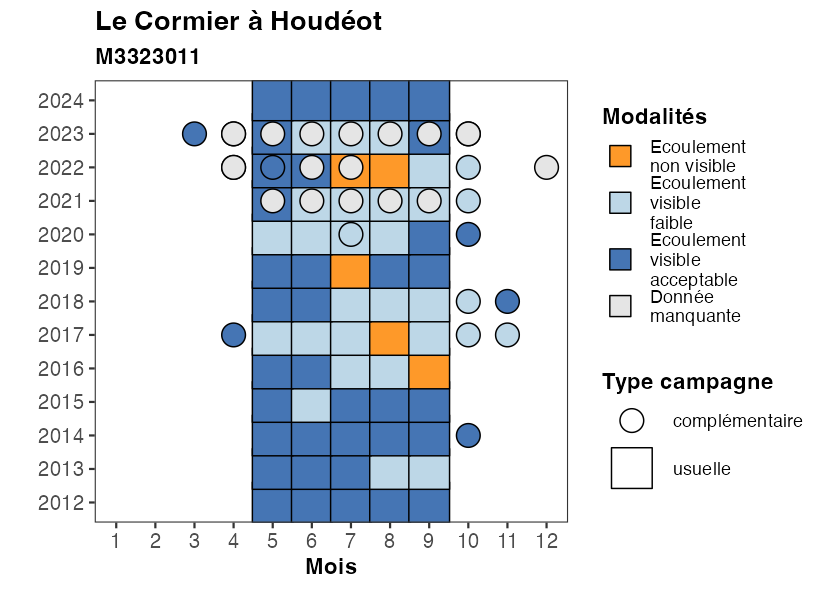 Le Cormier à Houdéot
M3323011
2024
2023
2022
2021
2020
2019
2018
2017
2016
2015
2014
2013
2012
1 2 3 4 5 6 7 8 9 10 11 12
Mois
Modalités
Ecoulement
non visible
Ecoulement
visible
faible
Ecoulement
visible
acceptable
Donnée
manquante
Type campagne
complémentaire
usuelle